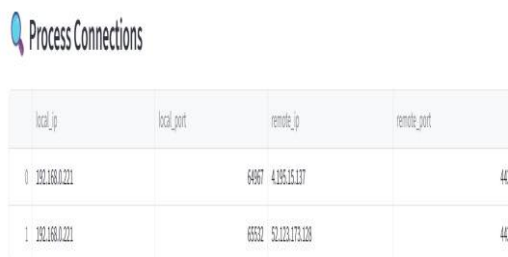 Process Connections
local_ip local_port remote_ip remote_port
0 192.168.0.221 64967 4.195.15.137
1 192.168.0.221 65532 52.123.173.128